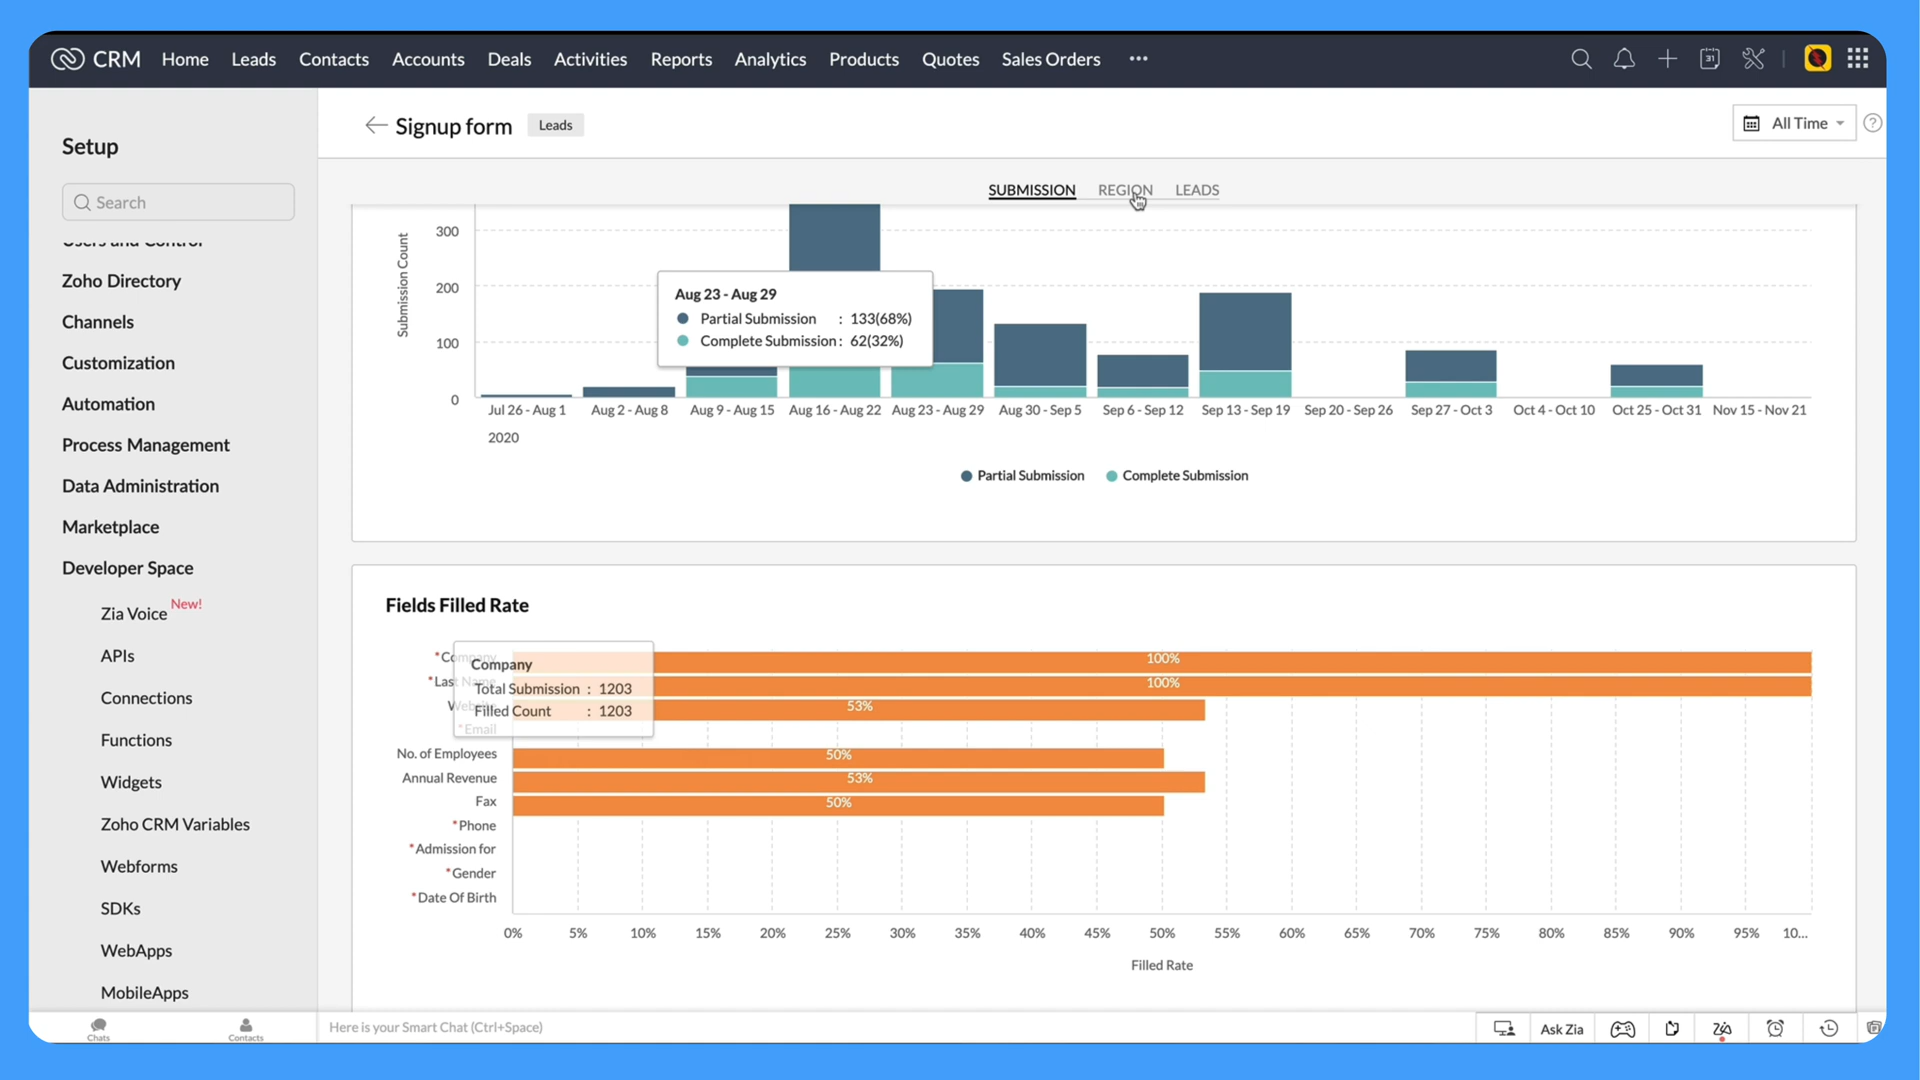 CRM Home Leads Contacts Accounts Deals Activities Reports Analytics Products Quotes Sales Orders •••
31
Signup form Leads
All Time
?
Setup
Search
Users and Control
Zoho Directory
Channels
Customization
Automation
Process Management
Data Administration
Marketplace
Developer Space
Zia Voice New!
APIs
Connections
Functions
Widgets
Zoho CRM Variables
Webforms
SDKs
WebApps
MobileApps
Chats Contacts
SUBMISSION REGION LEADS
Submission Count
300
200
100
0
Aug 23 - Aug 29
Partial Submission : 133(68%)
Complete Submission : 62(32%)
Jul 26 - Aug 1 Aug 2 - Aug 8 Aug 9 - Aug 15 Aug 16 - Aug 22 Aug 23 - Aug 29 Aug 30 - Sep 5 Sep 6 - Sep 12 Sep 13 - Sep 19 Sep 20 - Sep 26 Sep 27 - Oct 3 Oct 4 - Oct 10 Oct 25 - Oct 31 Nov 15 - Nov 21
2020
Partial Submission Complete Submission
Fields Filled Rate
*Company 100%
*Last Name 100%
Website 53%
*Email
Company
Total Submission : 1203
Filled Count : 1203
No. of Employees 50%
Annual Revenue 53%
Fax 50%
*Phone
*Admission for
*Gender
*Date Of Birth
0% 5% 10% 15% 20% 25% 30% 35% 40% 45% 50% 55% 60% 65% 70% 75% 80% 85% 90% 95% 10...
Filled Rate
Here is your Smart Chat (Ctrl+Space)
Ask Zia